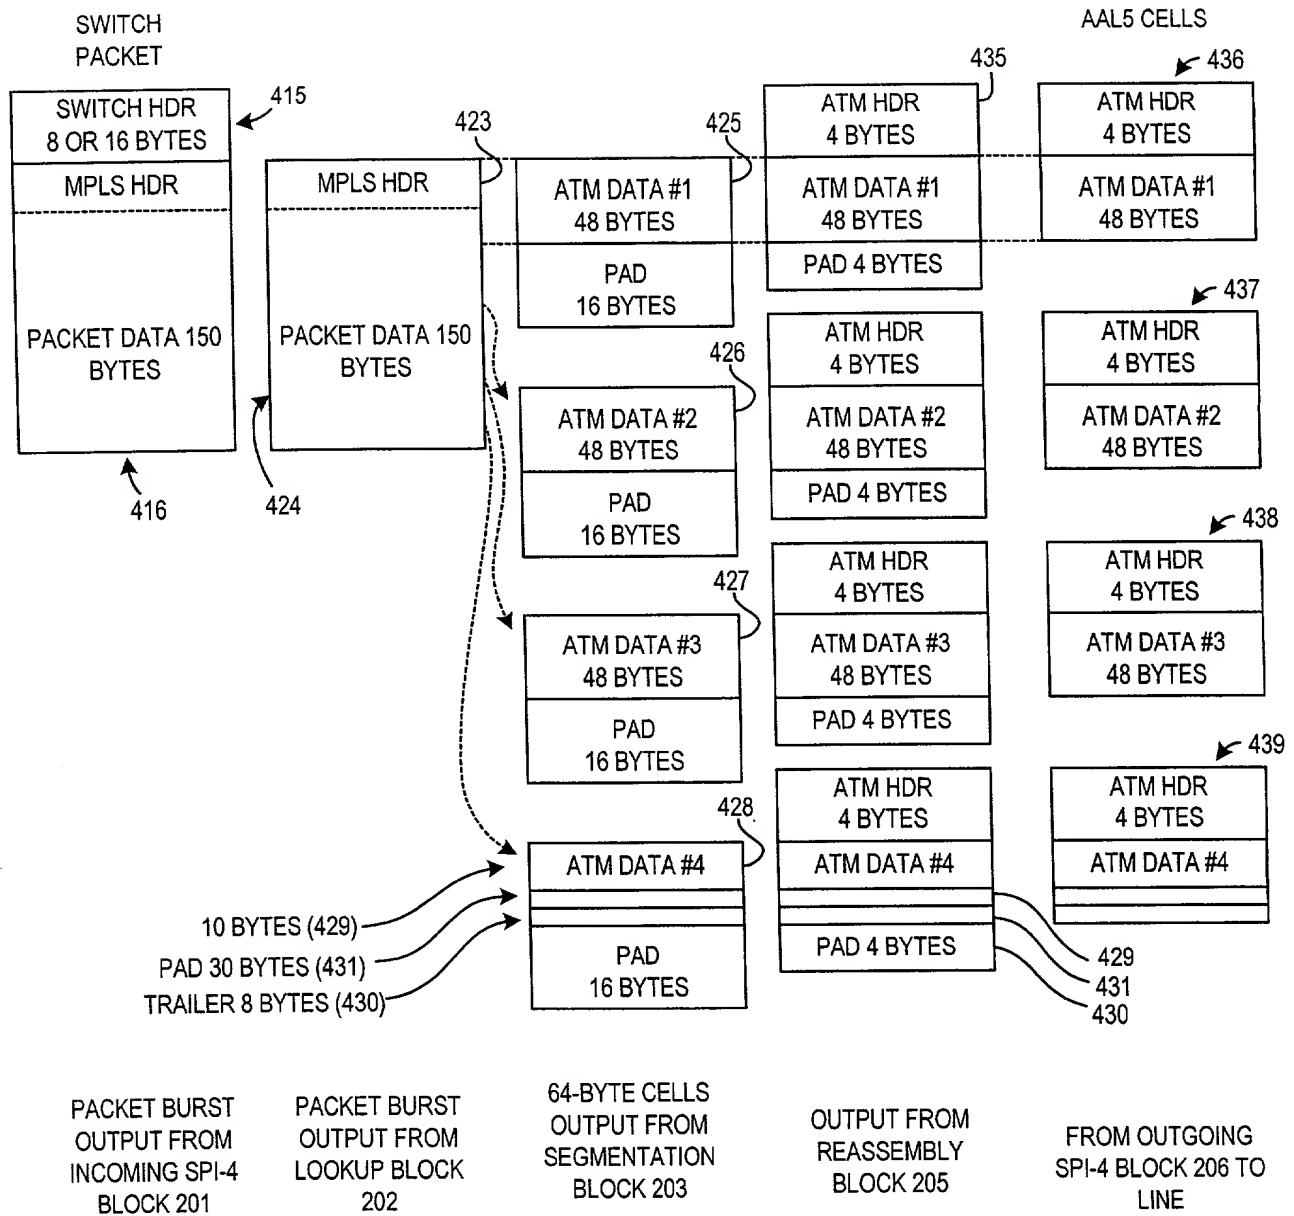 SWITCH
PACKET
SWITCH HDR
8 OR 16 BYTES
415
MPLS HDR
PACKET DATA 150
BYTES
416
MPLS HDR
423
PACKET DATA 150
BYTES
424
425
ATM DATA #1
48 BYTES
PAD
16 BYTES
426
ATM DATA #2
48 BYTES
PAD
16 BYTES
427
ATM DATA #3
48 BYTES
PAD
16 BYTES
428
ATM DATA #4
PAD
16 BYTES
10 BYTES (429)
PAD 30 BYTES (431)
TRAILER 8 BYTES (430)
435
ATM HDR
4 BYTES
ATM DATA #1
48 BYTES
PAD 4 BYTES
ATM HDR
4 BYTES
ATM DATA #2
48 BYTES
PAD 4 BYTES
ATM HDR
4 BYTES
ATM DATA #3
48 BYTES
PAD 4 BYTES
ATM HDR
4 BYTES
ATM DATA #4
PAD 4 BYTES
429
431
430
AAL5 CELLS
436
ATM HDR
4 BYTES
ATM DATA #1
48 BYTES
437
ATM HDR
4 BYTES
ATM DATA #2
48 BYTES
438
ATM HDR
4 BYTES
ATM DATA #3
48 BYTES
439
ATM HDR
4 BYTES
ATM DATA #4
PACKET BURST
OUTPUT FROM
INCOMING SPI-4
BLOCK 201
PACKET BURST
OUTPUT FROM
LOOKUP BLOCK
202
64-BYTE CELLS
OUTPUT FROM
SEGMENTATION
BLOCK 203
OUTPUT FROM
REASSEMBLY
BLOCK 205
FROM OUTGOING
SPI-4 BLOCK 206 TO
LINE